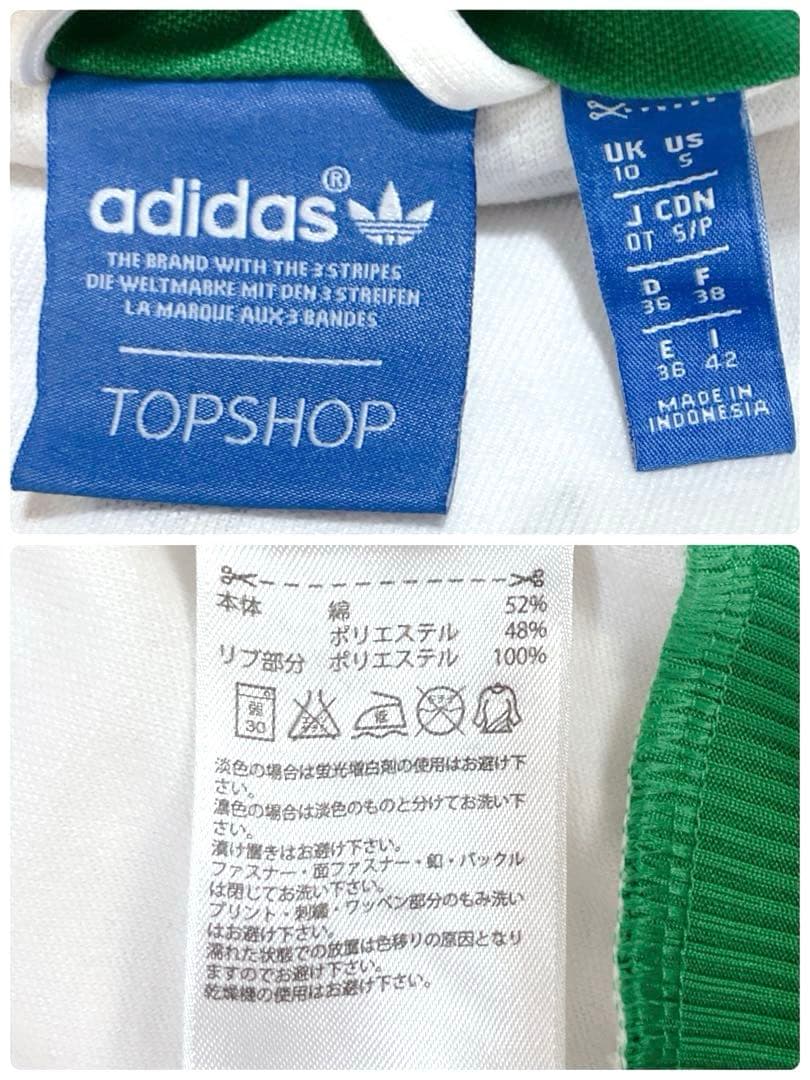 adidas®
THE BRAND WITH THE 3 STRIPES
DIE WELTMARKE MIT DEN 3 STREIFEN
LA MARQUE AUX 3 BANDES
TOPSHOP
UK US
10 S
J CDN
OT S/P
D F
36 38
E I
36 42
MADE IN
INDONESIA
本体 綿 52%
ポリエステル 48%
リブ部分 ポリエステル 100%
弱 30 低
淡色の場合は蛍光増白剤の使用はお避け下
さい。
濃色の場合は淡色のものと分けてお洗い下
さい。
漬け置きはお避け下さい。
ファスナー・面ファスナー・釦・バックル
は閉じてお洗い下さい。
プリント・刺繍・ワッペン部分のもみ洗い
はお避け下さい。
濡れた状態での放置は色移りの原因となり
ますのでお避け下さい。
乾燥機の使用はお避け下さい。